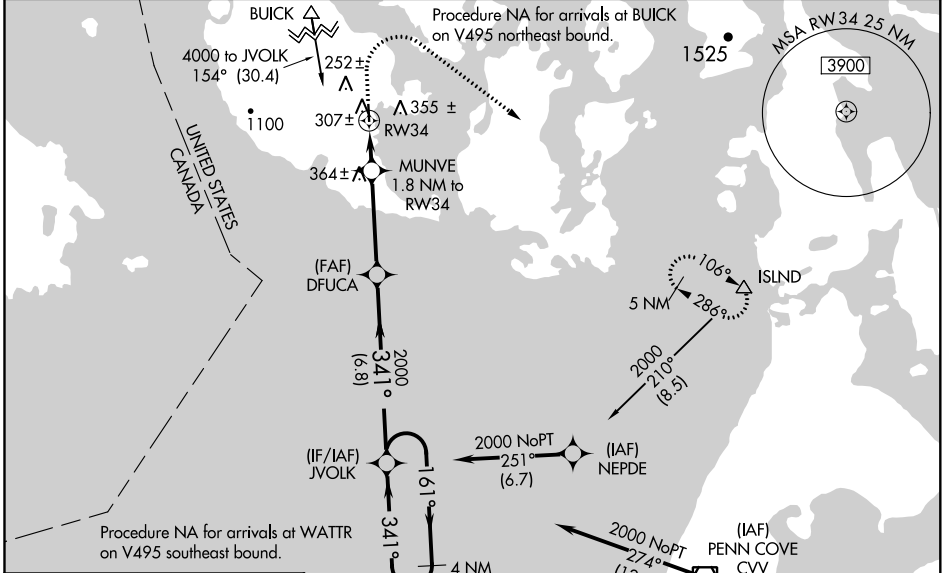 BUICK
Procedure NA for arrivals at BUICK
on V495 northeast bound.
4000 to JVOLK
154° (30.4)
252 ±
1525
MSA RW34 25 NM
3900
1100
307 ±
355 ±
RW34
UNITED STATES
CANADA
364 ±
MUNVE
1.8 NM to
RW34
(FAF)
DFUCA
106°
ISLND
5 NM
286°
2000
210°
(8.5)
2000
341°
(6.8)
(IF/IAF)
JVOLK
161°
2000 NoPT
251°
(6.7)
(IAF)
NEPDE
341°
4 NM
Procedure NA for arrivals at WATTR
on V495 southeast bound.
2000 NoPT
274°
(IAF)
PENN COVE
CVV